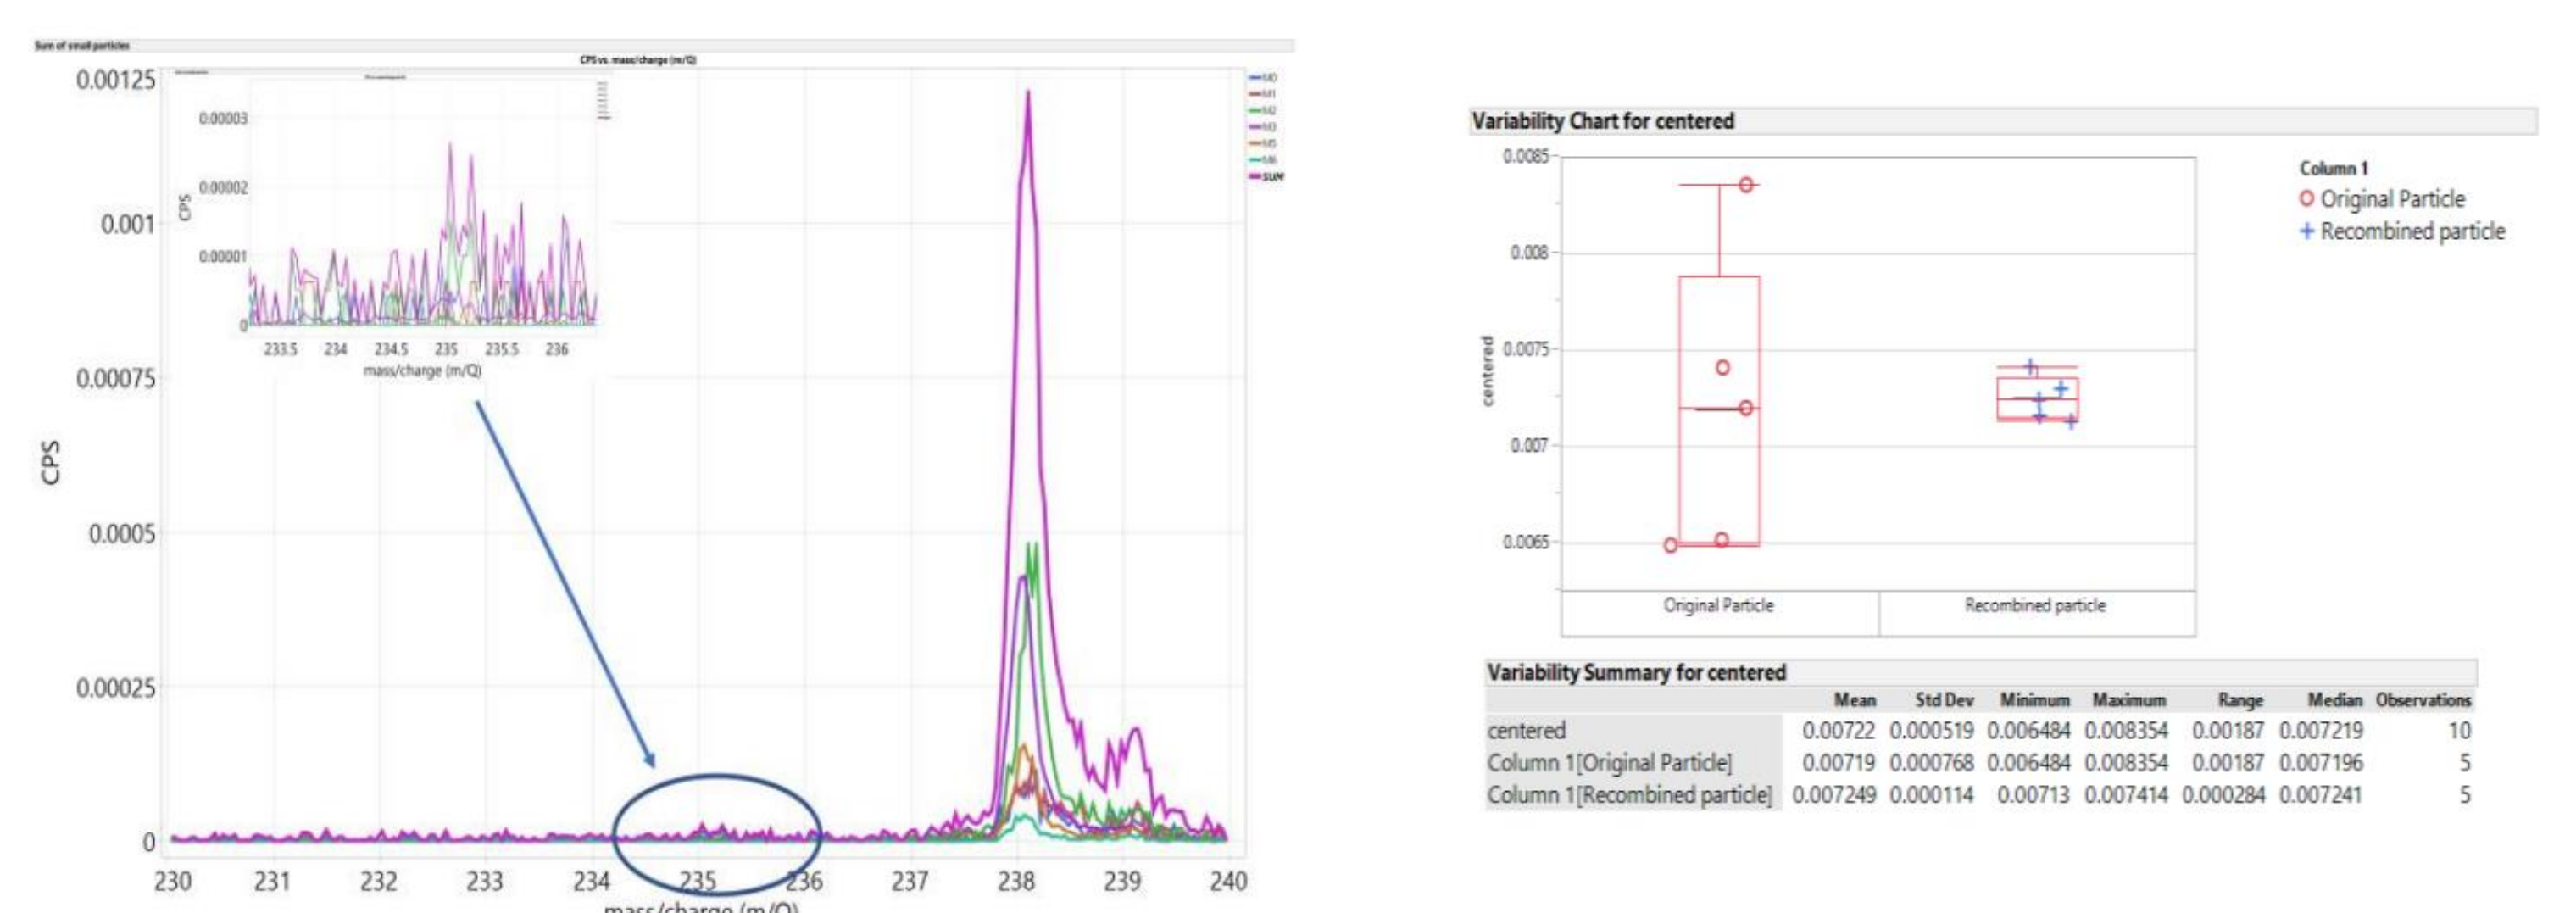 Sum of small particles
CPS vs. mass/charge (m/Q)
0.00125
0.001
0.00075
0.0005
0.00025
0
CPS
230 231 232 233 234 235 236 237 238 239 240
mass/charge (m/Q)
SUM
0.00003
0.00002
0.00001
0
CPS
233.5 234 234.5 235 235.5 236
mass/charge (m/Q)
Variability Chart for centered
0.0085
0.008
0.0075
0.007
0.0065
centered
Original Particle Recombined particle
Column 1
Original Particle
Recombined particle
Variability Summary for centered
Mean Std Dev Minimum Maximum Range Median Observations
centered 0.00722 0.000519 0.006484 0.008354 0.00187 0.007219 10
Column 1[Original Particle] 0.00719 0.000768 0.006484 0.008354 0.00187 0.007196 5
Column 1[Recombined particle] 0.007249 0.000114 0.00713 0.007414 0.000284 0.007241 5